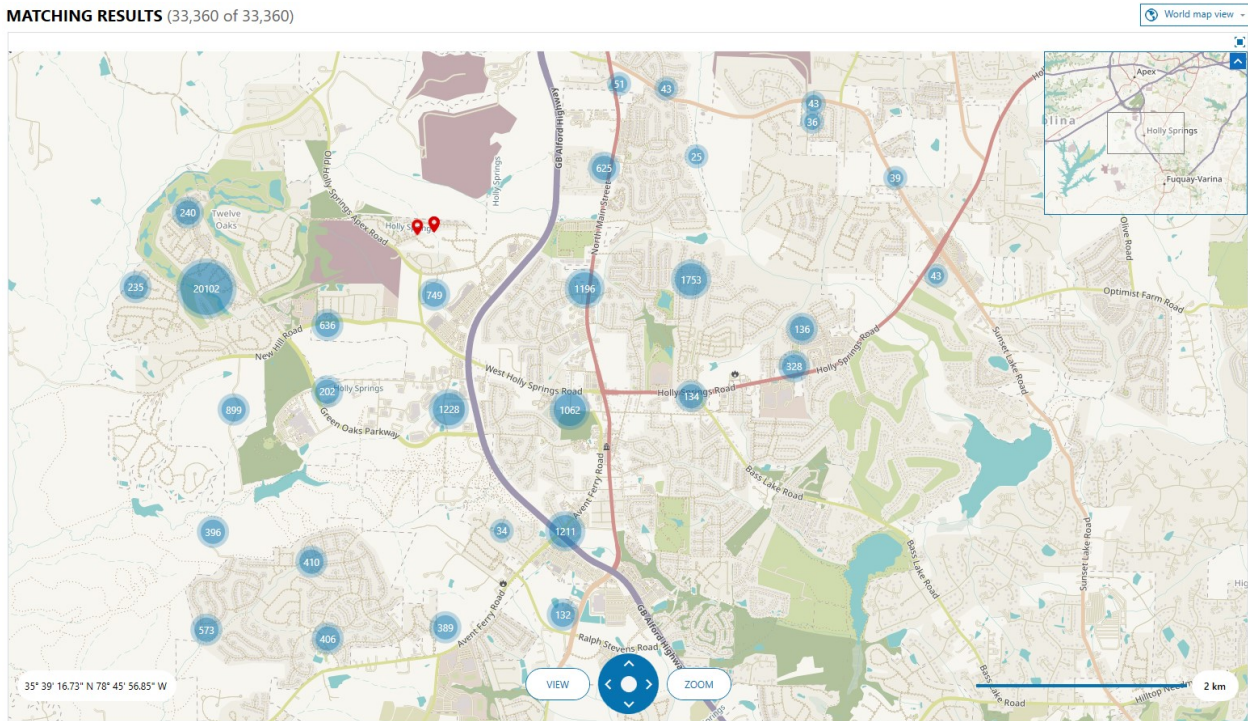 MATCHING RESULTS (33,360 of 33,360)
World map view
51
43
43
36
625
25
39
240
Twelve
Oaks
Old Holly Springs Apex Road
Holly Springs
GB Alford Highway
North Main Street
Apex
Holly Springs
Fuquay-Varina
lina
235
20102
749
1196
1753
43
Olive Road
Optimist Farm Road
636
136
New Hill Road
328
Holly Springs Road
Sunset Lake Road
West Holly Springs Road
202
Holly Springs
899
1228
1062
Holly Springs Road
134
Green Oaks Parkway
Bass Lake Road
Avent Ferry Road
396
34
1211
410
Bass Lake Road
Sunset Lake Road
573
406
389
Avent Ferry Road
132
Ralph Stevens Road
GB Alford Highway
Bass Lake Road
35° 39' 16.73" N 78° 45' 56.85" W
VIEW
ZOOM
2 km